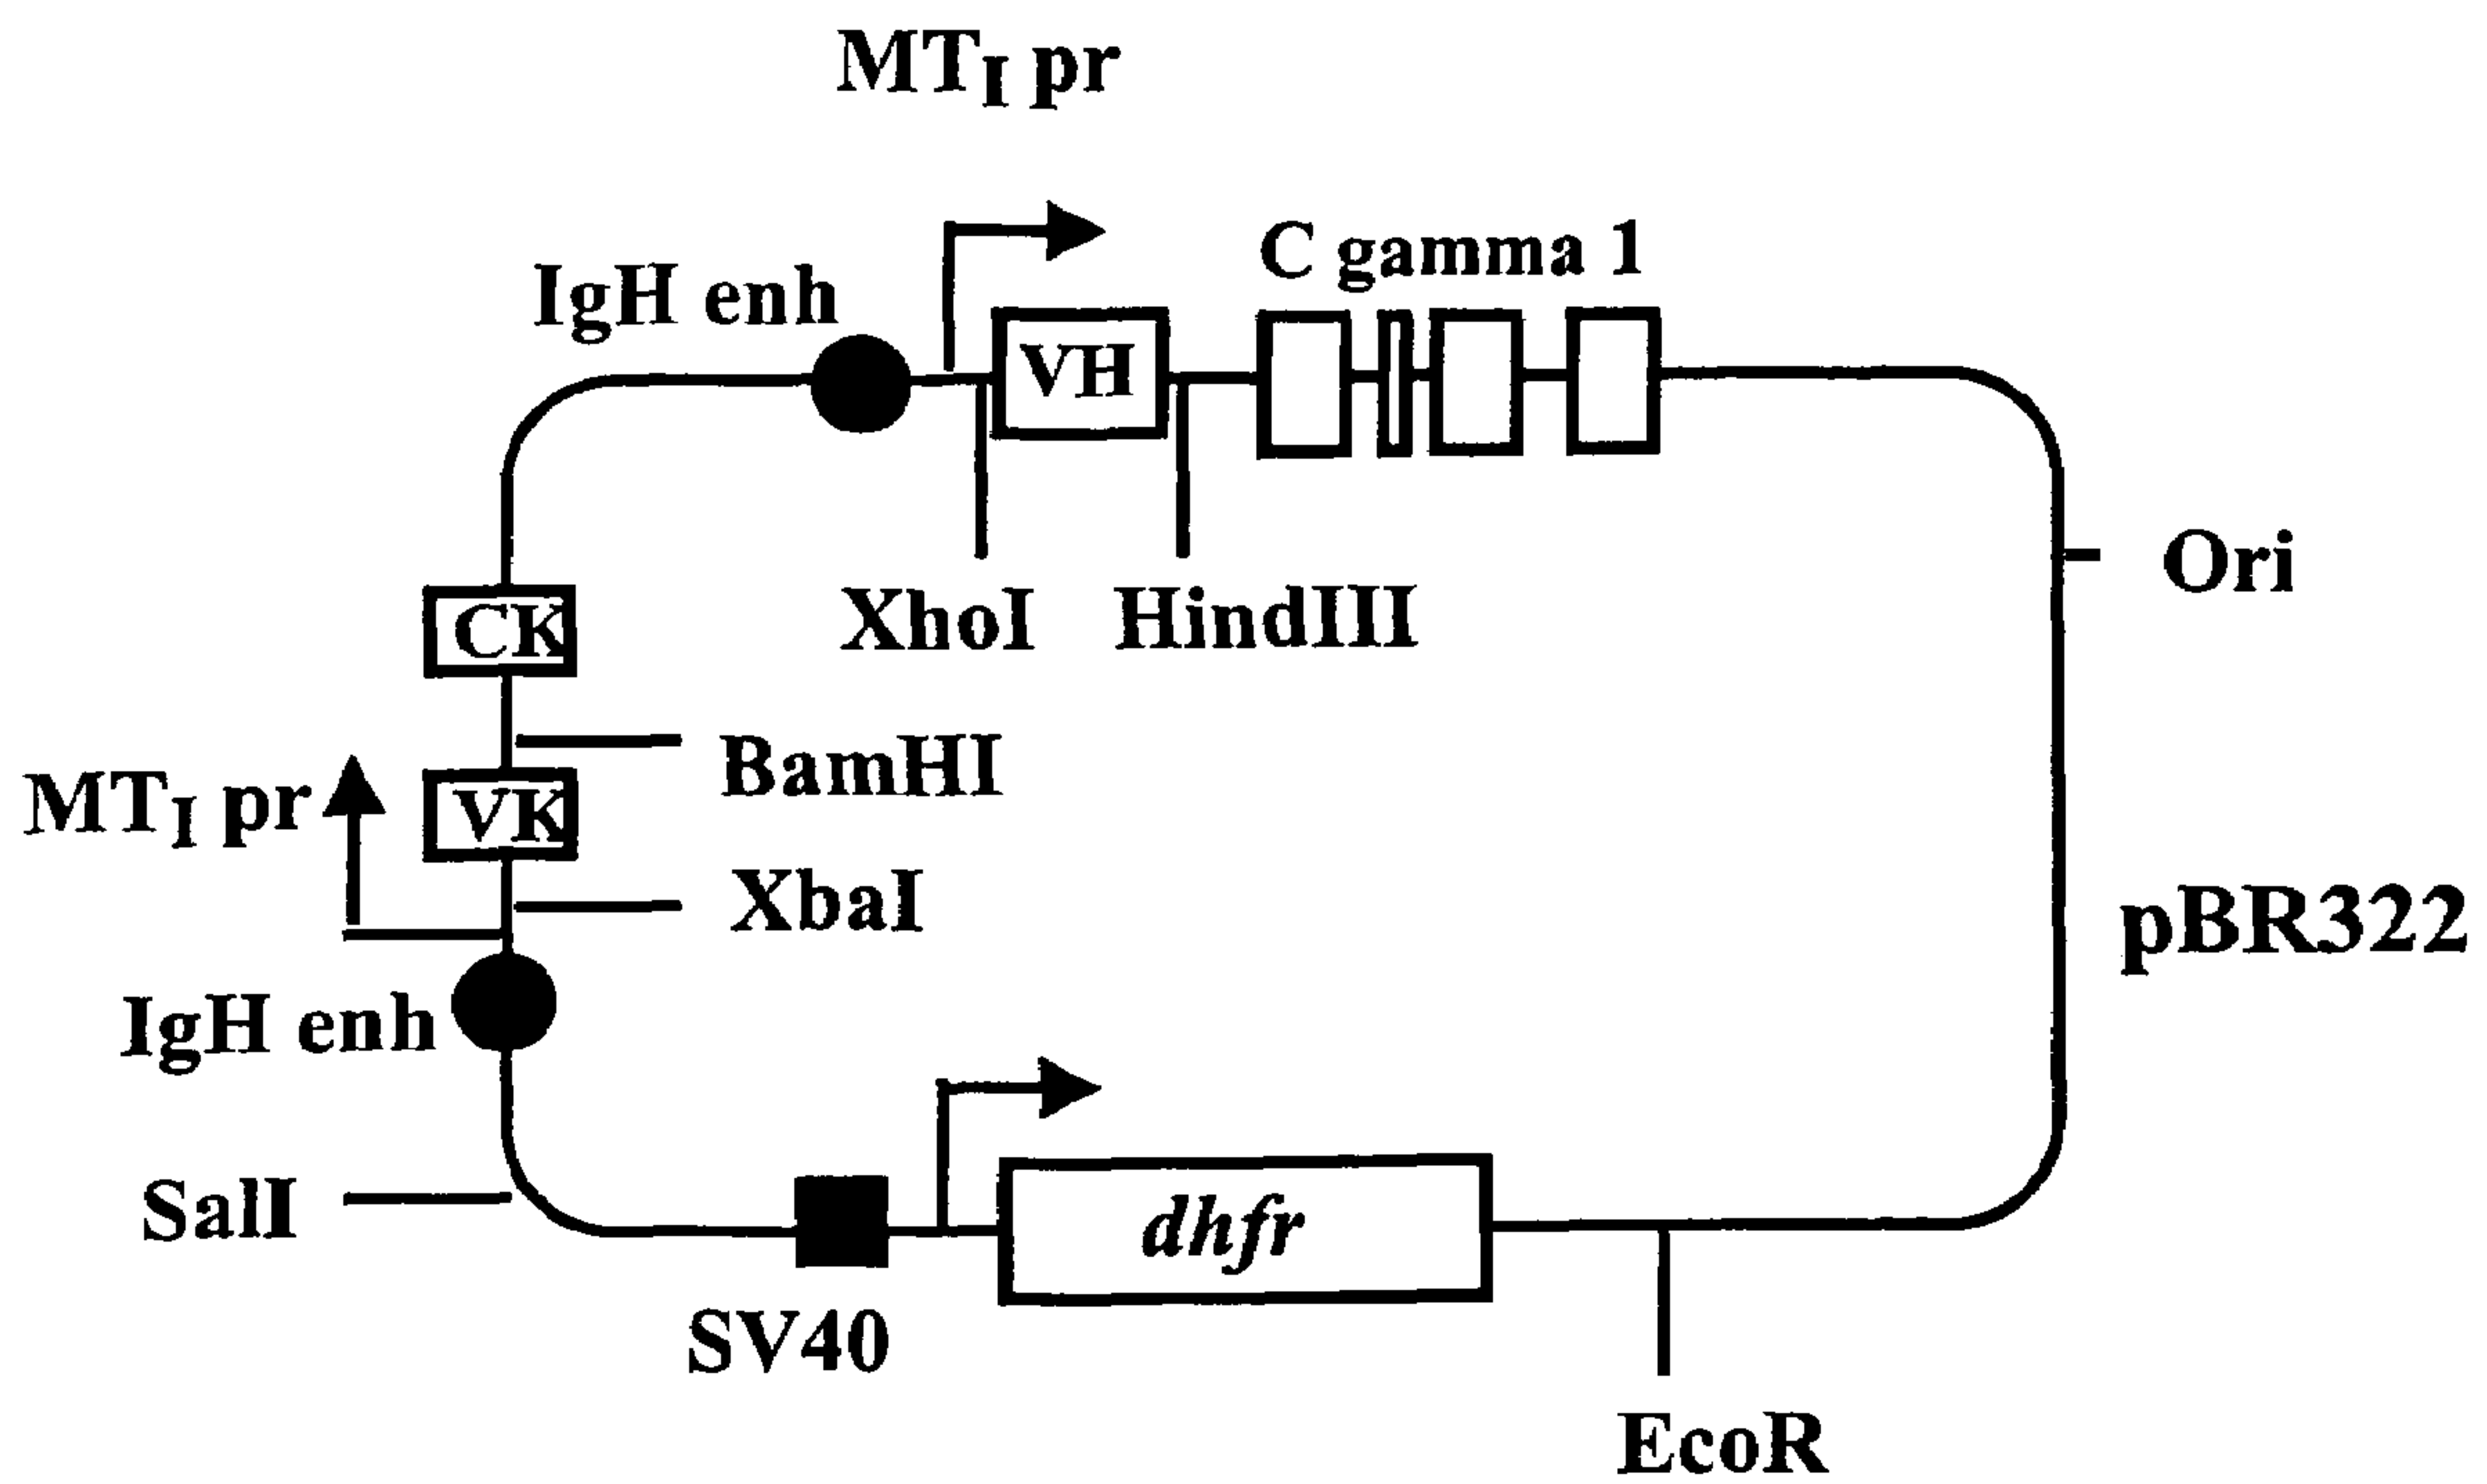 MTI pr
C gamma 1
IgH enh
VH
Ori
XhoI HindIII
CK
BamHI
MTI pr
VK
XbaI
pBR322
IgH enh
SalI
dhfr
SV40
EcoR